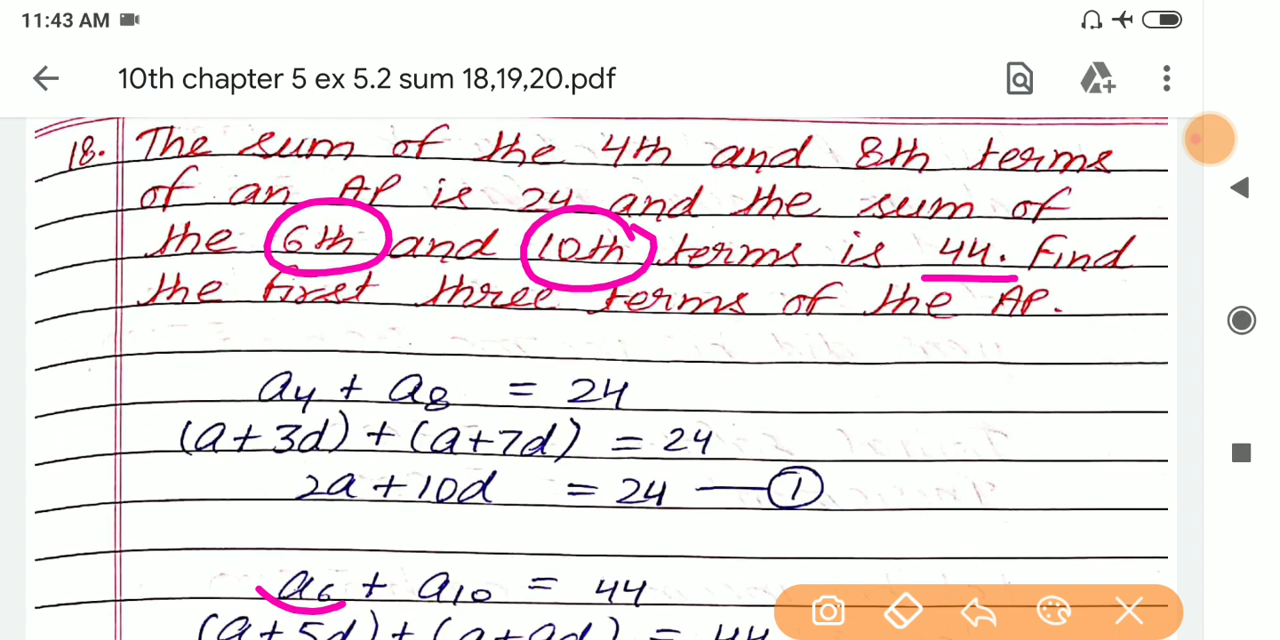 11:43 AM
10th chapter 5 ex 5.2 sum 18,19,20.pdf
18. The sum of the 4th and 8th terms
of an AP is 24 and the sum of
the 6th and 10th terms is 44. Find
the first three terms of the AP.
a₄ + a₈ = 24
(a + 3d) + (a + 7d) = 24
2a + 10d = 24 —— ①
a₆ + a₁₀ = 44
(a + 5d) + (a + 9d) = 44